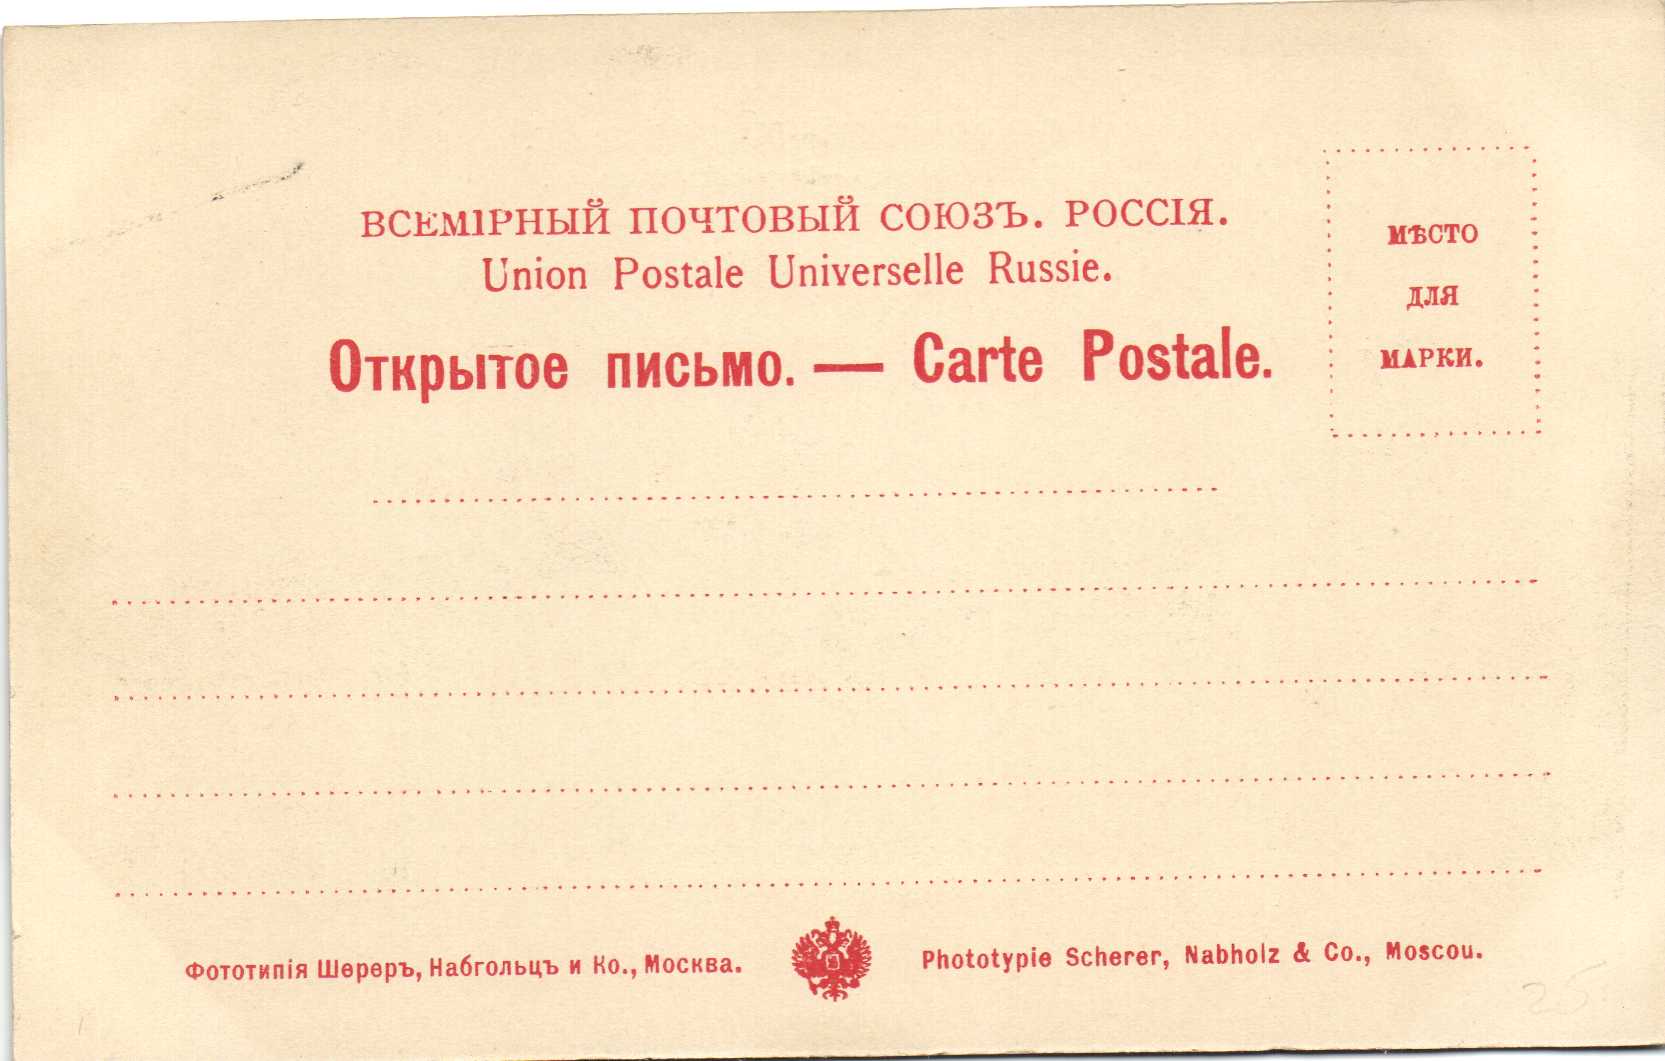 ВСЕМІРНЫЙ ПОЧТОВЫЙ СОЮЗЪ. РОССІЯ.
Union Postale Universelle Russie.
Открытое письмо. — Carte Postale.
МѢСТО
ДЛЯ
МАРКИ.
Фототипія Шереръ, Набгольцъ и Ко., Москва.
Phototypie Scherer, Nabholz & Co., Moscou.
25